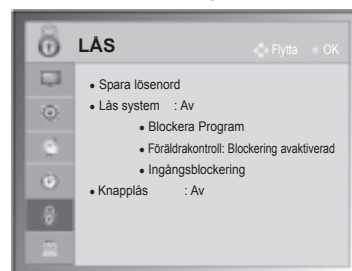 LÅS
Flytta OK
• Spara lösenord
• Lås system : Av
• Blockera Program
• Föräldrakontroll: Blockering avaktiverad
• Ingångsblockering
• Knapplås : Av